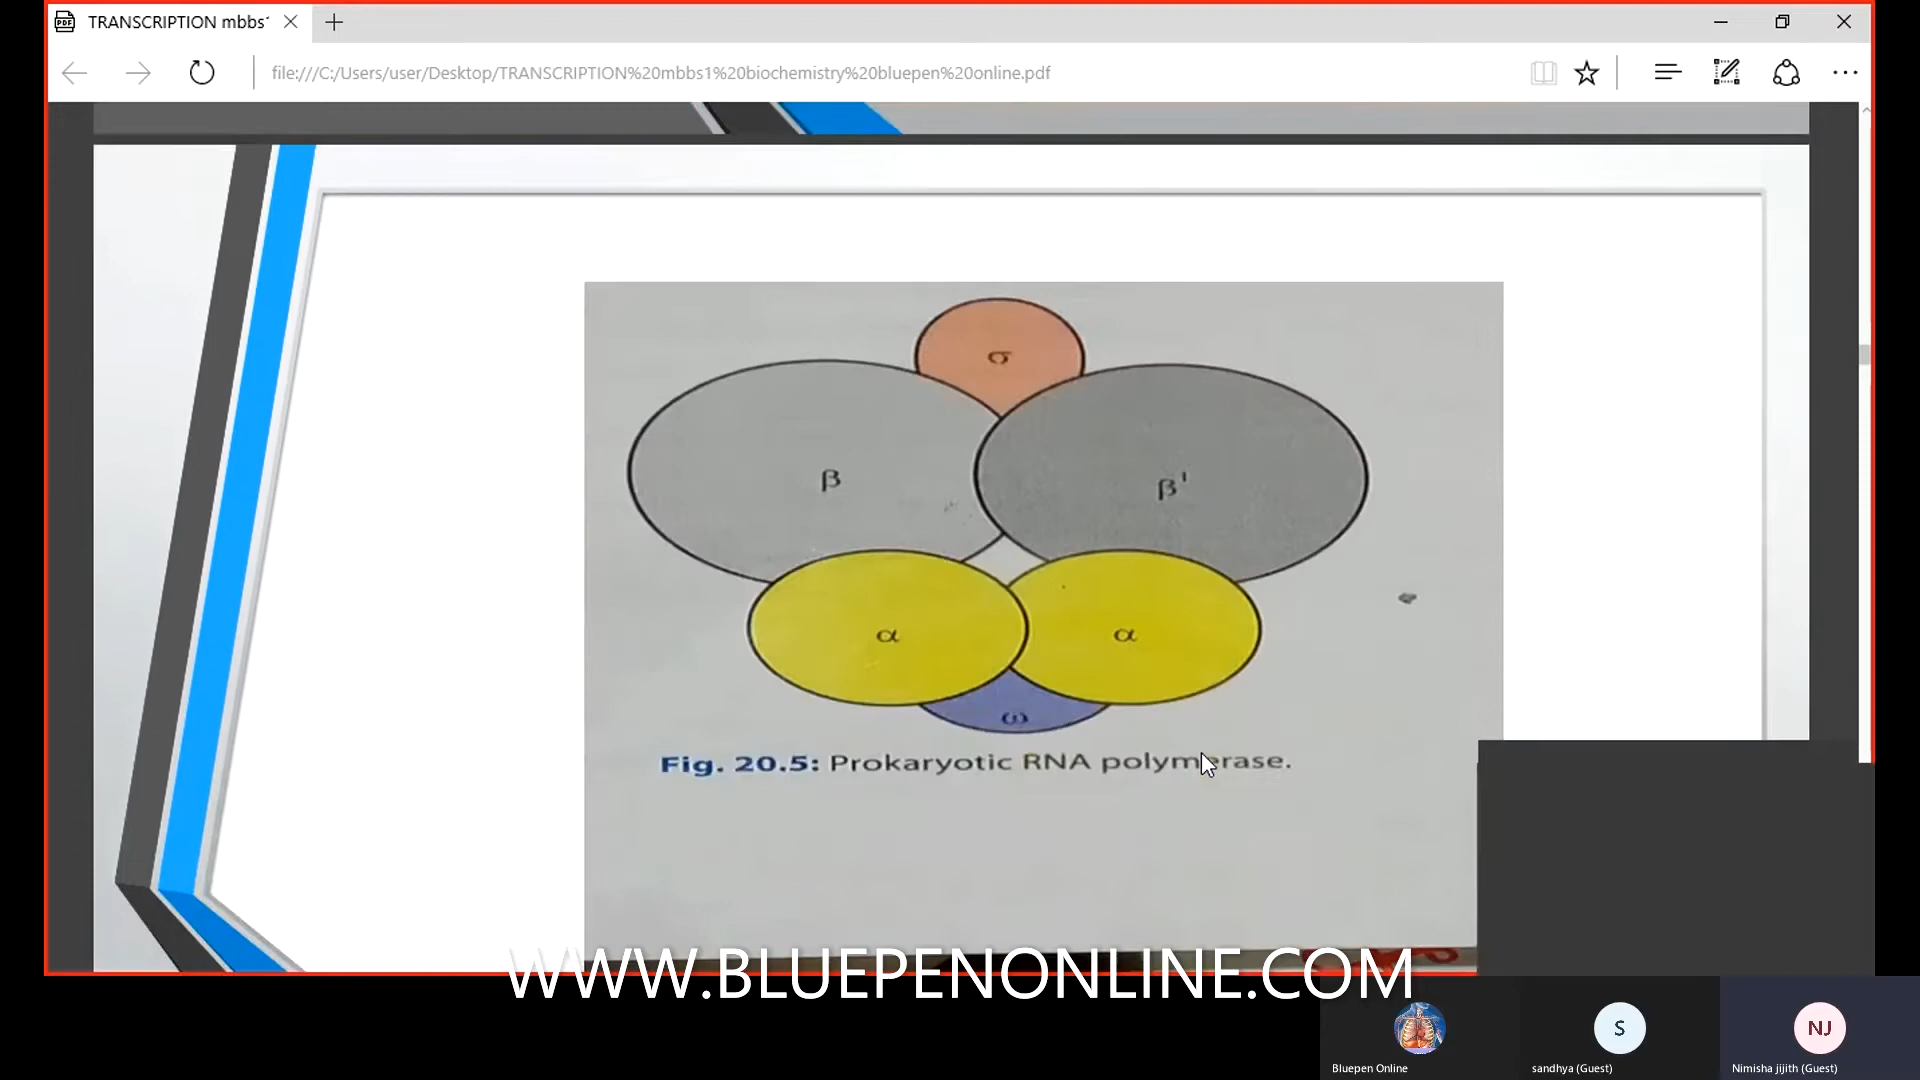 TRANSCRIPTION mbbs1
file:///C:/Users/user/Desktop/TRANSCRIPTION%20mbbs1%20biochemistry%20bluepen%20online.pdf
σ
β
β'
α
α
ω
Fig. 20.5: Prokaryotic RNA polymerase.
WWW.BLUEPENONLINE.COM
S
NJ
Bluepen Online
sandhya (Guest)
Nimisha jijith (Guest)